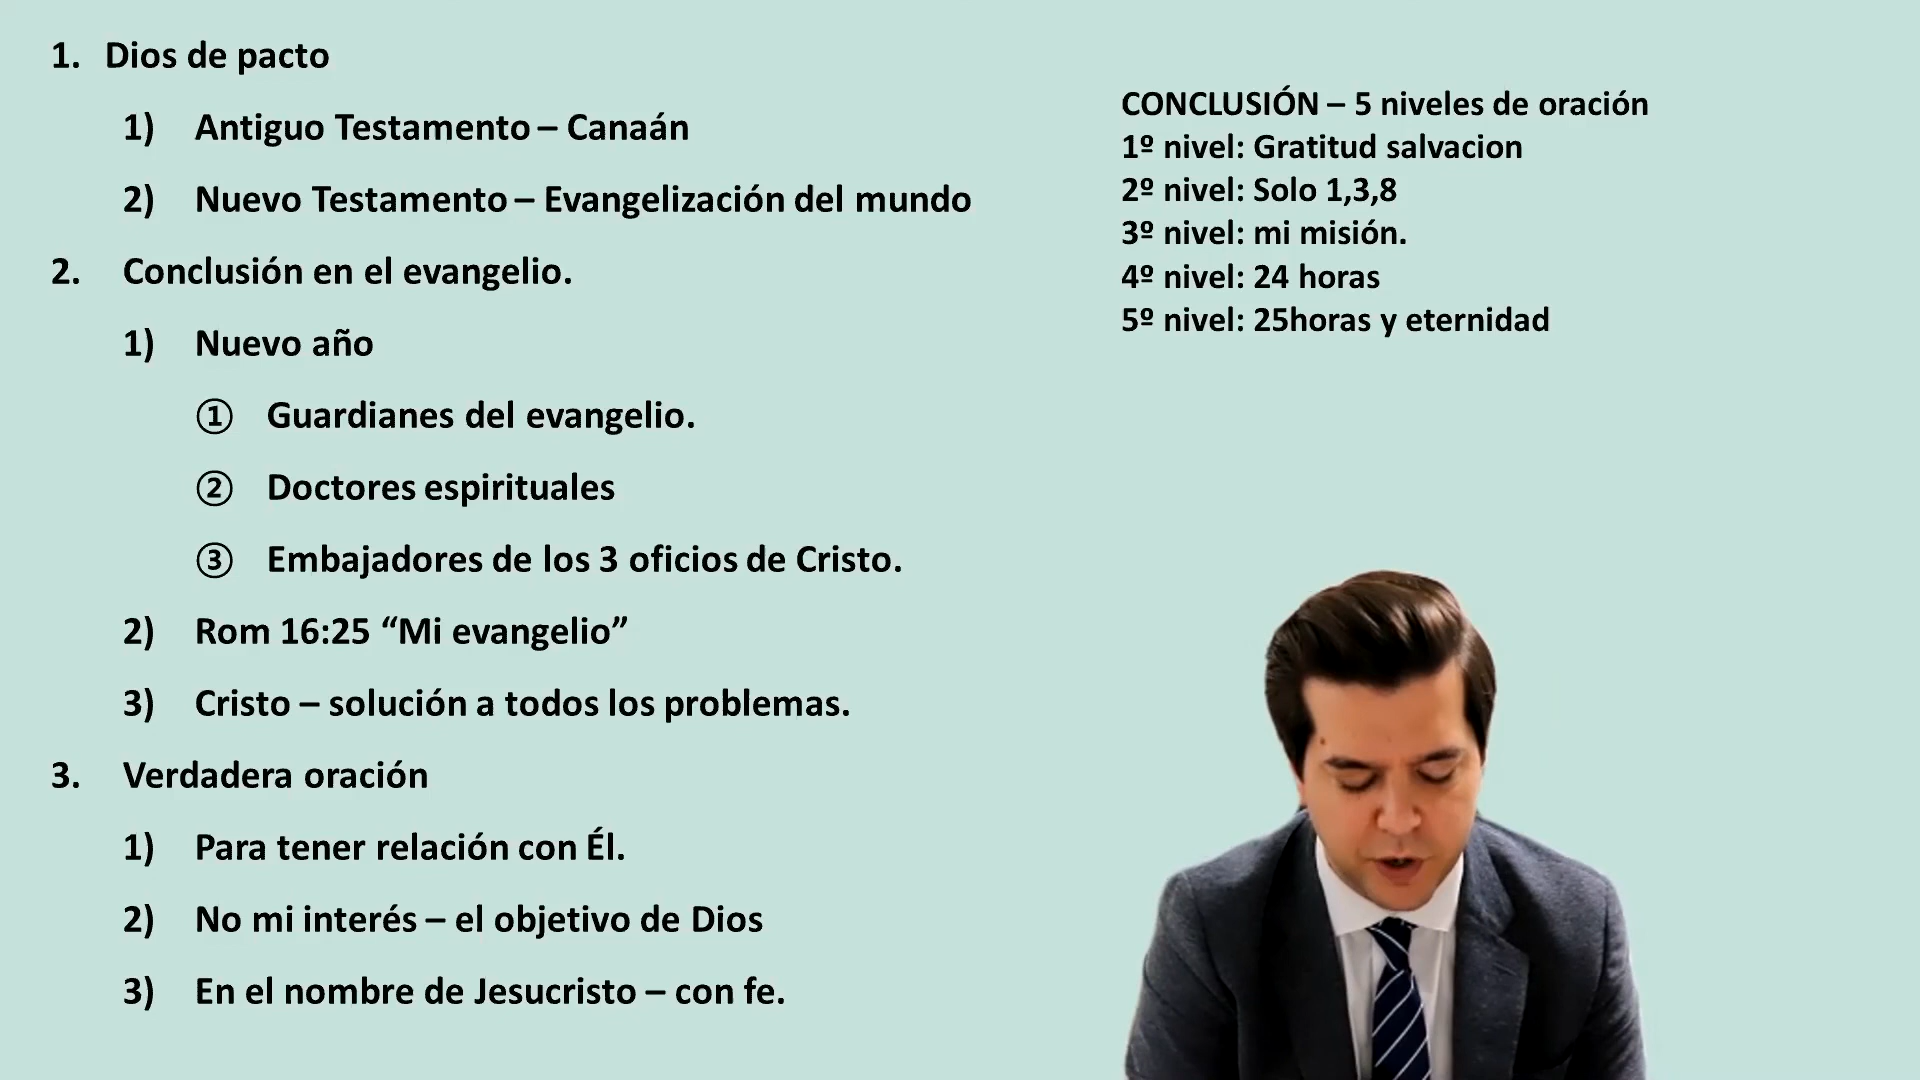 1. Dios de pacto
1) Antiguo Testamento – Canaán
2) Nuevo Testamento – Evangelización del mundo
2. Conclusión en el evangelio.
1) Nuevo año
① Guardianes del evangelio.
② Doctores espirituales
③ Embajadores de los 3 oficios de Cristo.
2) Rom 16:25 “Mi evangelio”
3) Cristo – solución a todos los problemas.
3. Verdadera oración
1) Para tener relación con Él.
2) No mi interés – el objetivo de Dios
3) En el nombre de Jesucristo – con fe.
CONCLUSIÓN – 5 niveles de oración
1º nivel: Gratitud salvacion
2º nivel: Solo 1,3,8
3º nivel: mi misión.
4º nivel: 24 horas
5º nivel: 25horas y eternidad